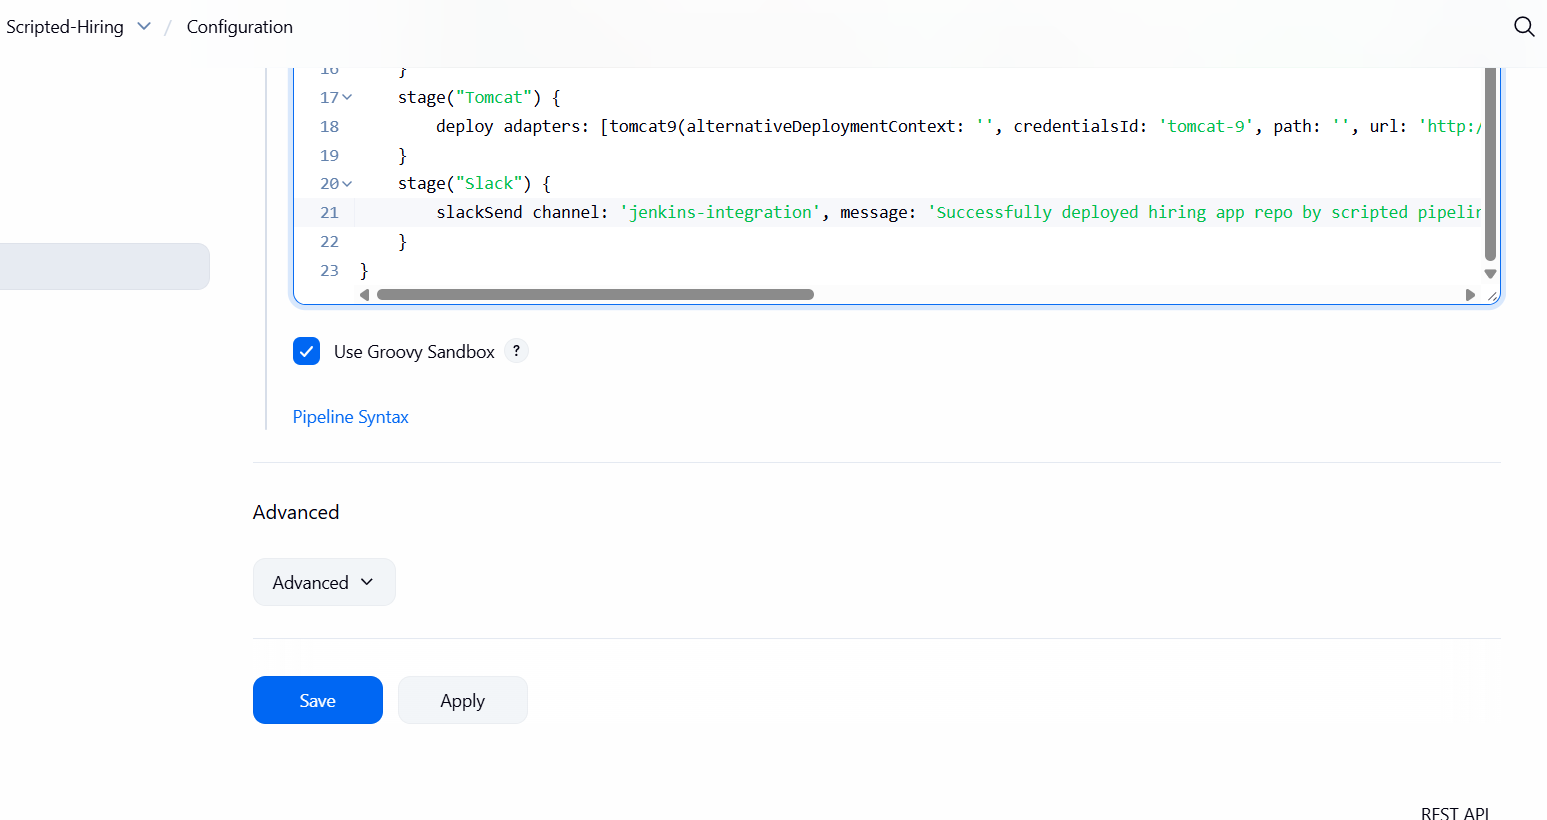 Scripted-Hiring / Configuration
16 }
17 stage("Tomcat") {
18 deploy adapters: [tomcat9(alternativeDeploymentContext: '', credentialsId: 'tomcat-9', path: '', url: 'http:/
19 }
20 stage("Slack") {
21 slackSend channel: 'jenkins-integration', message: 'Successfully deployed hiring app repo by scripted pipelin
22 }
23 }
Use Groovy Sandbox ?
Pipeline Syntax
Advanced
Advanced
Save Apply
REST API